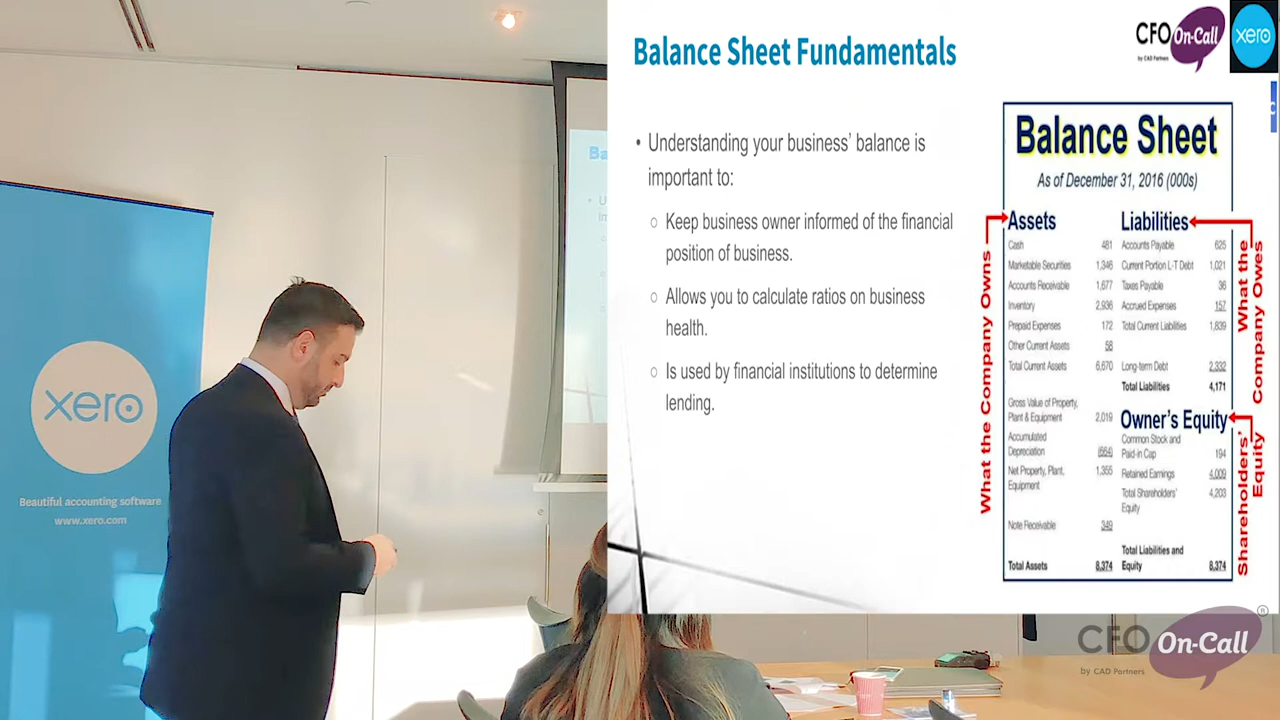 Balance Sheet Fundamentals
CFO On-Call
by CAD Partners
xero
• Understanding your business’ balance is
important to:
○ Keep business owner informed of the financial
position of business.
○ Allows you to calculate ratios on business
health.
○ Is used by financial institutions to determine
lending.
Balance Sheet
As of December 31, 2016 (000s)
What the Company Owns
Assets
Cash 481
Marketable Securities 1,346
Accounts Receivable 1,677
Inventory 2,936
Prepaid Expenses 172
Other Current Assets 58
Total Current Assets 6,670
Gross Value of Property,
Plant & Equipment 2,019
Accumulated
Depreciation (664)
Net Property, Plant, 1,355
Equipment
Note Receivable 349
Total Assets 8,374
Liabilities
Accounts Payable 625
Current Portion L-T Debt 1,021
Taxes Payable 36
Accrued Expenses 157
Total Current Liabilities 1,839
Long-term Debt 2,332
Total Liabilities 4,171
Owner's Equity
Common Stock and
Paid-in Cap 194
Retained Earnings 4,009
Total Shareholders' 4,203
Equity
Total Liabilities and
Equity 8,374
What the
Company Owes
Shareholders'
Equity
Ba
xero
Beautiful accounting software
www.xero.com
CFO On-Call ®
by CAD Partners